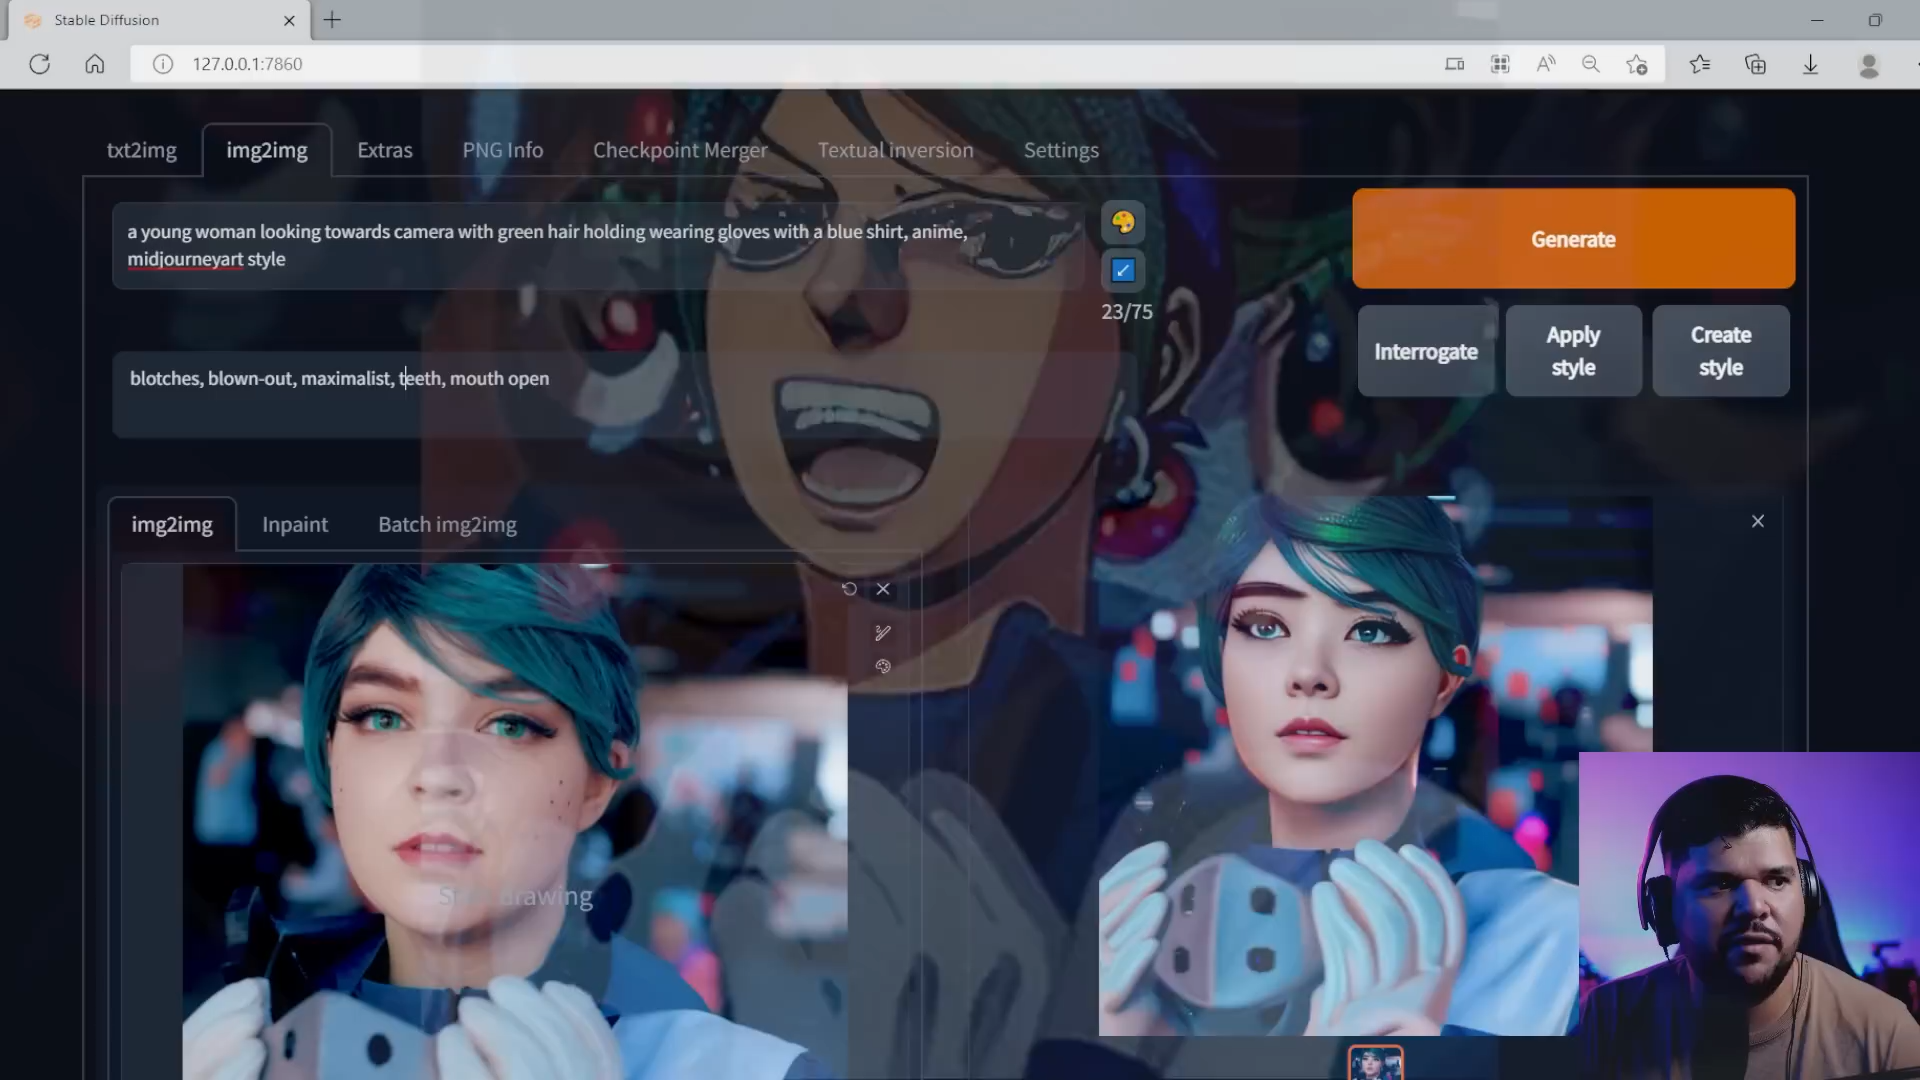 Stable Diffusion
127.0.0.1:7860
txt2img img2img Extras PNG Info Checkpoint Merger Textual inversion Settings
a young woman looking towards camera with green hair holding wearing gloves with a blue shirt, anime,
midjourneyart style
23/75
Generate
Interrogate
Apply
style
Create
style
blotches, blown-out, maximalist, teeth, mouth open
img2img Inpaint Batch img2img
drawing